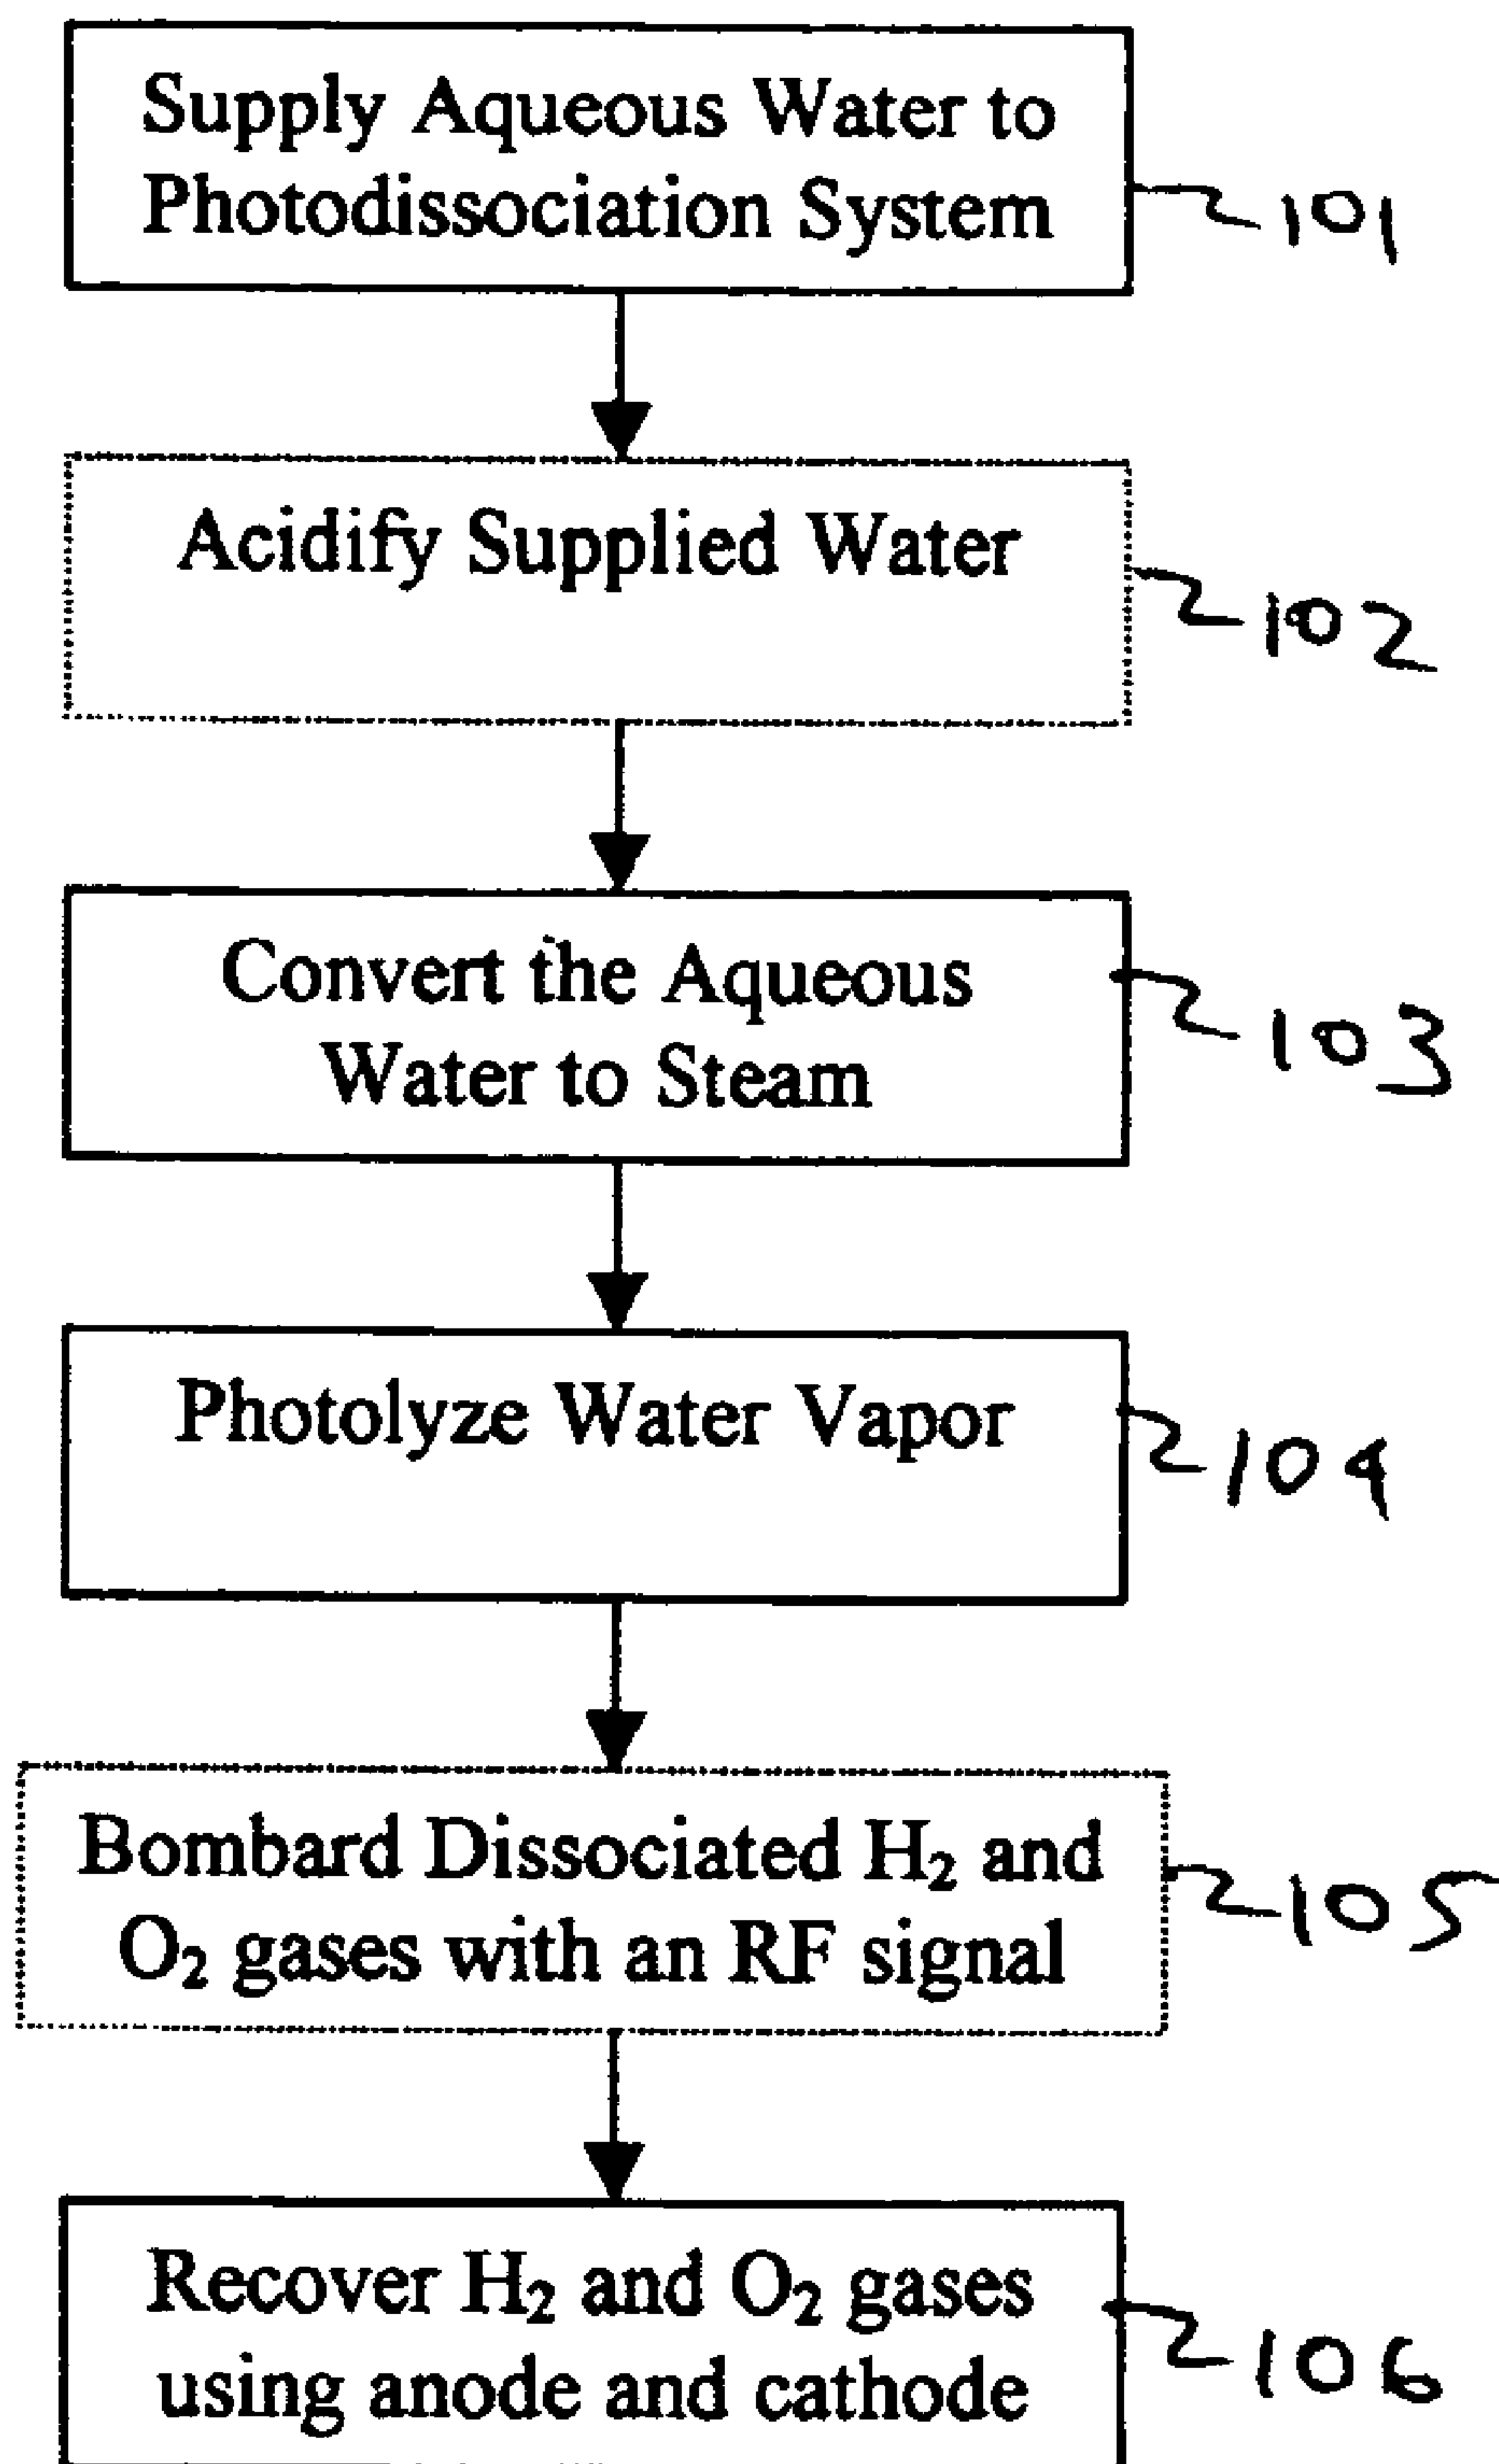 Supply Aqueous Water to
Photodissociation System
101
Acidify Supplied Water
102
Convert the Aqueous
Water to Steam
103
Photolyze Water Vapor
104
Bombard Dissociated H₂ and
O₂ gases with an RF signal
105
Recover H₂ and O₂ gases
using anode and cathode
106